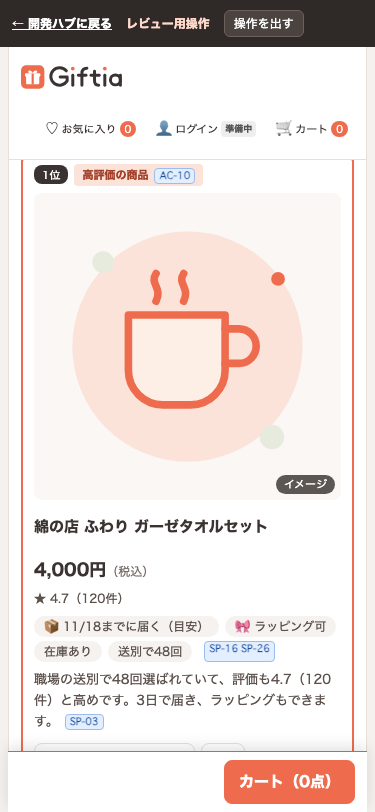 ← 開発ハブに戻る レビュー用操作 操作を出す
Giftia
♡ お気に入り 0 ログイン 準備中 カート 0
1位 高評価の商品 AC-10
イメージ
綿の店 ふわり ガーゼタオルセット
4,000円 (税込)
★ 4.7（120件）
11/18までに届く（目安） ラッピング可
在庫あり 送別で48回 SP-16 SP-26
職場の送別で48回選ばれていて、評価も4.7（120
件）と高めです。3日で届き、ラッピングもできま
す。 SP-03
カート（0点）